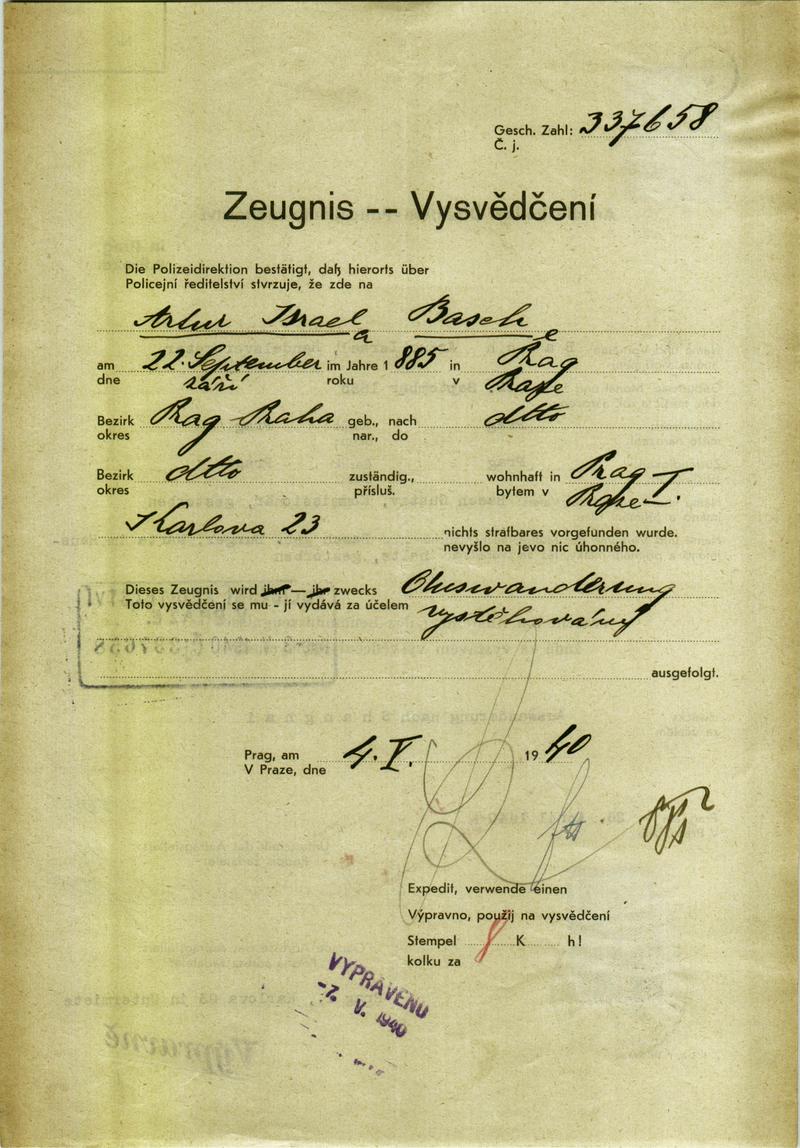 Gesch. Zahl: 337658
Č. j.
Zeugnis -- Vysvědčení
Die Polizeidirektion bestätigt, daß hierorts über
Policejní ředitelství stvrzuje, že zde na
Artur Israel Basch
a e
am 22. September im Jahre 1 885 in Prag
dne září roku v Praze
Bezirk Prag-Praha geb., nach dtto
okres nar., do
Bezirk dtto zuständig., wohnhaft in Prag I.
okres přísluš. bytem v Praze
Karlova 23 nichts strafbares vorgefunden wurde.
nevyšlo na jevo nic úhonného.
Dieses Zeugnis wird ihm — ihr zwecks Auswanderung
Toto vysvědčení se mu - jí vydává za účelem vystěhování
ausgefolgt.
Prag, am 4. V. 19 40
V Praze, dne
Expedit, verwende einen
Výpravno, použij na vysvědčení
Stempel 8 K h!
kolku za
VYPRAVENO
-7. V. 1940